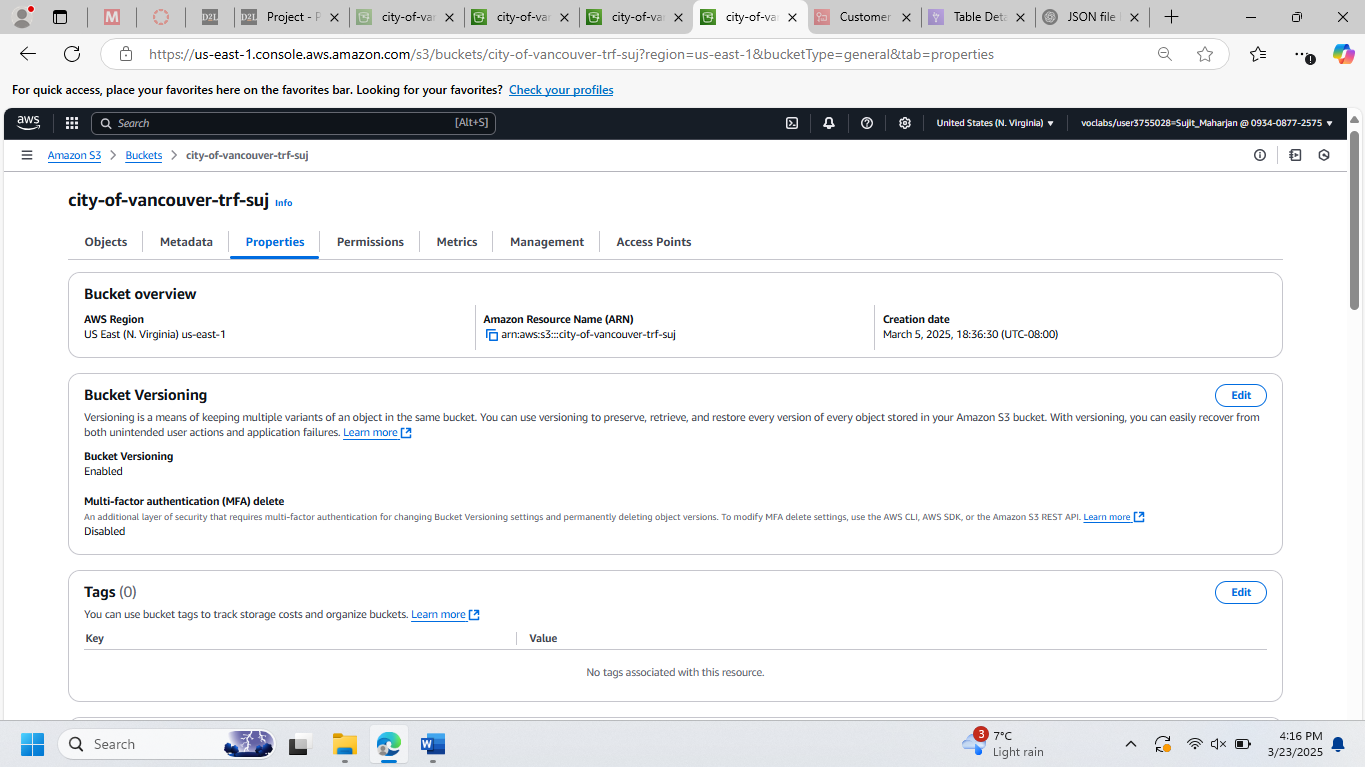 M
D2L
D2L Project - P
city-of-van
city-of-van
city-of-van
city-of-van
Customer
Table Deta
JSON file
https://us-east-1.console.aws.amazon.com/s3/buckets/city-of-vancouver-trf-suj?region=us-east-1&bucketType=general&tab=properties
For quick access, place your favorites here on the favorites bar. Looking for your favorites? Check your profiles
aws
Search [Alt+S]
United States (N. Virginia)
voclabs/user3755028=Sujit_Maharjan @ 0934-0877-2575
Amazon S3 > Buckets > city-of-vancouver-trf-suj
city-of-vancouver-trf-suj Info
Objects Metadata Properties Permissions Metrics Management Access Points
Bucket overview
AWS Region
US East (N. Virginia) us-east-1
Amazon Resource Name (ARN)
arn:aws:s3:::city-of-vancouver-trf-suj
Creation date
March 5, 2025, 18:36:30 (UTC-08:00)
Bucket Versioning
Edit
Versioning is a means of keeping multiple variants of an object in the same bucket. You can use versioning to preserve, retrieve, and restore every version of every object stored in your Amazon S3 bucket. With versioning, you can easily recover from
both unintended user actions and application failures. Learn more
Bucket Versioning
Enabled
Multi-factor authentication (MFA) delete
An additional layer of security that requires multi-factor authentication for changing Bucket Versioning settings and permanently deleting object versions. To modify MFA delete settings, use the AWS CLI, AWS SDK, or the Amazon S3 REST API. Learn more
Disabled
Tags (0)
Edit
You can use bucket tags to track storage costs and organize buckets. Learn more
Key
Value
No tags associated with this resource.
Search
3
7°C
Light rain
4:16 PM
3/23/2025